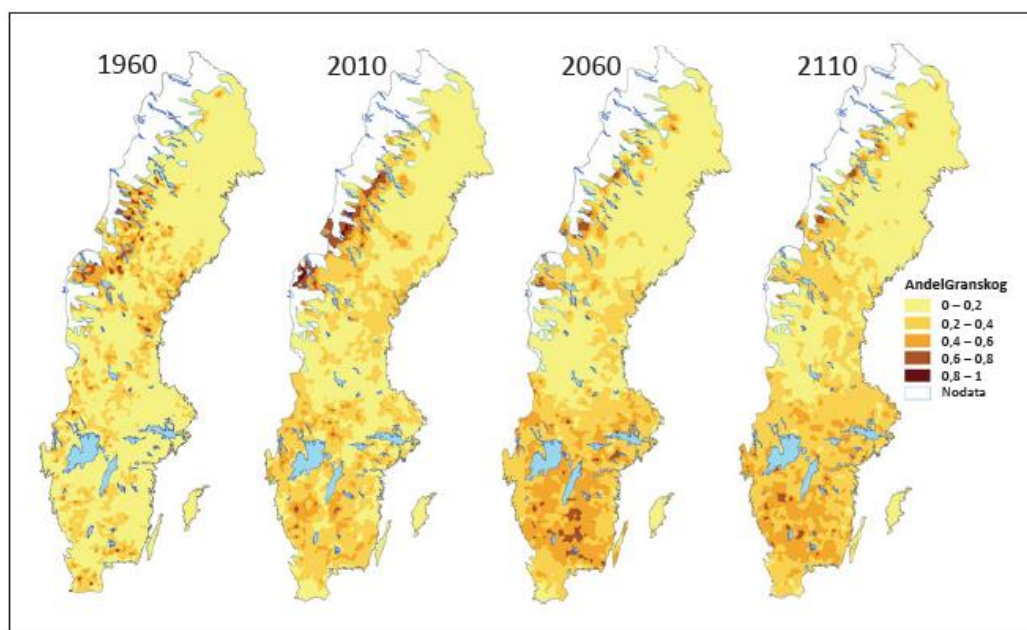 1960
2010
2060
2110
AndelGranskog
0 – 0,2
0,2 – 0,4
0,4 – 0,6
0,6 – 0,8
0,8 – 1
Nodata